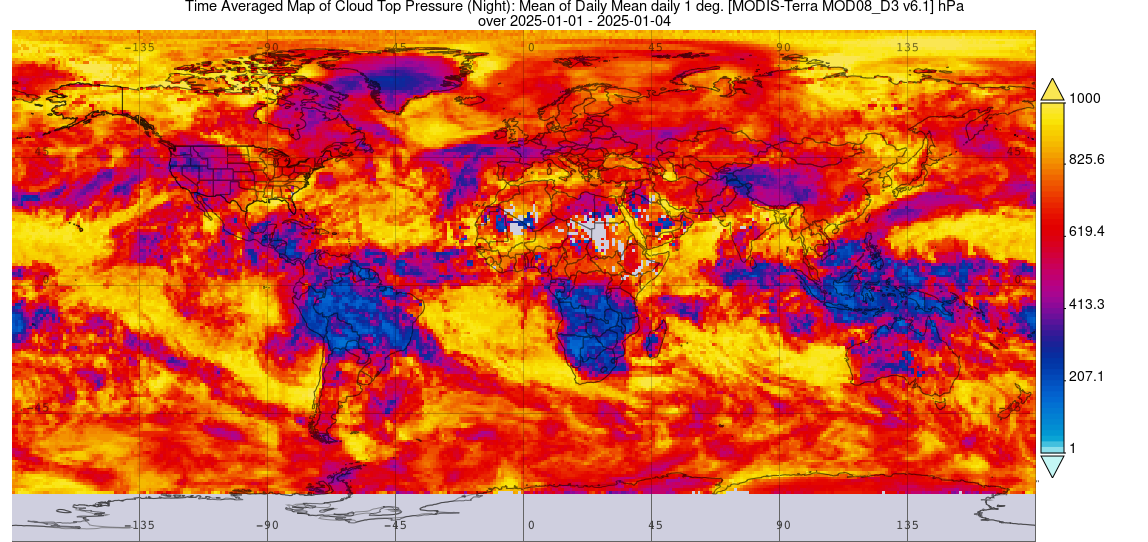 Time Averaged Map of Cloud Top Pressure (Night): Mean of Daily Mean daily 1 deg. [MODIS-Terra MOD08_D3 v6.1] hPa
over 2025-01-01 - 2025-01-04
-135 -90 -45 0 45 90 135
1000
825.6
619.4
413.3
207.1
1
45
0
-45
-135 -90 -45 0 45 90 135